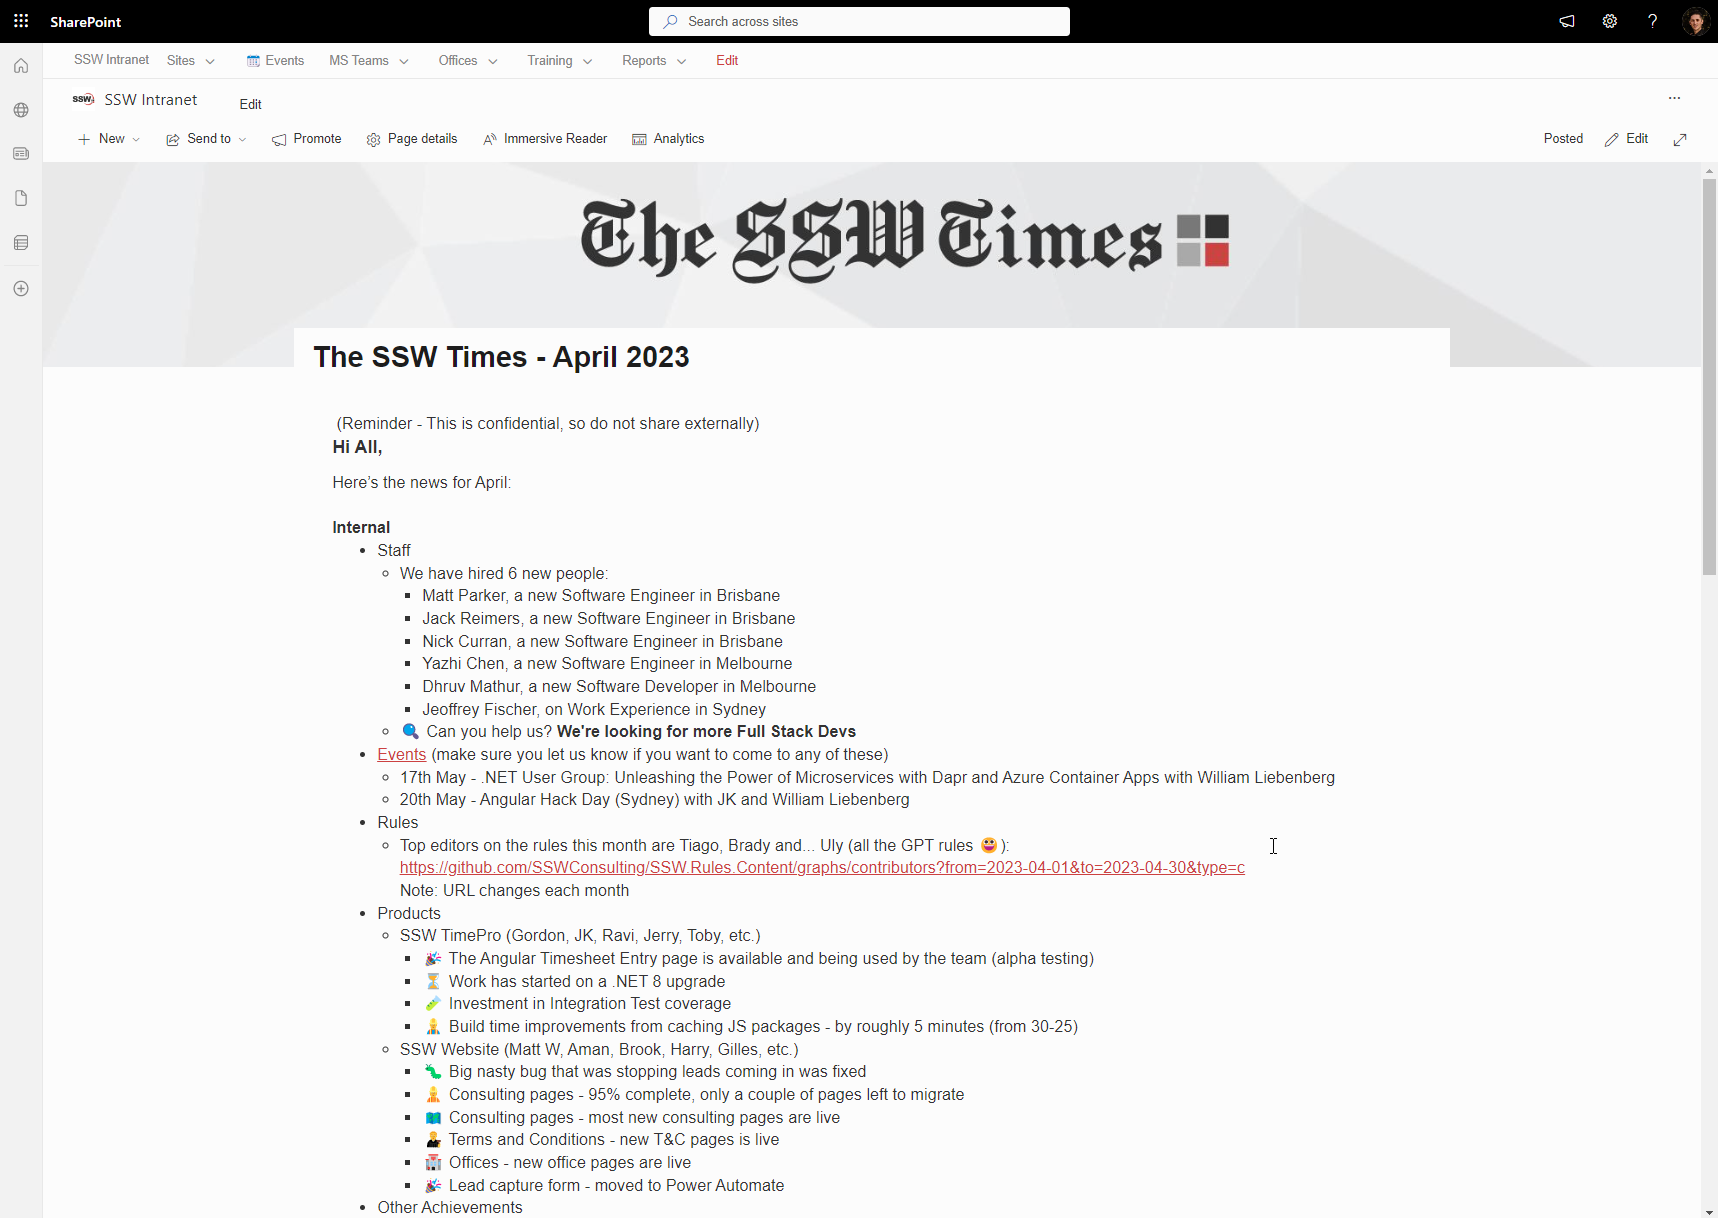 SharePoint
Search across sites
?
SSW Intranet Sites Events MS Teams Offices Training Reports Edit
SSW SSW Intranet Edit
...
New Send to Promote Page details Immersive Reader Analytics Posted Edit
The SSW Times
The SSW Times - April 2023
(Reminder - This is confidential, so do not share externally)
Hi All,
Here's the news for April:
Internal
• Staff
We have hired 6 new people:
Matt Parker, a new Software Engineer in Brisbane
Jack Reimers, a new Software Engineer in Brisbane
Nick Curran, a new Software Engineer in Brisbane
Yazhi Chen, a new Software Engineer in Melbourne
Dhruv Mathur, a new Software Developer in Melbourne
Jeoffrey Fischer, on Work Experience in Sydney
Can you help us? We're looking for more Full Stack Devs
• Events (make sure you let us know if you want to come to any of these)
17th May - .NET User Group: Unleashing the Power of Microservices with Dapr and Azure Container Apps with William Liebenberg
20th May - Angular Hack Day (Sydney) with JK and William Liebenberg
• Rules
Top editors on the rules this month are Tiago, Brady and... Uly (all the GPT rules 😃 ):
https://github.com/SSWConsulting/SSW.Rules.Content/graphs/contributors?from=2023-04-01&to=2023-04-30&type=c
Note: URL changes each month
• Products
SSW TimePro (Gordon, JK, Ravi, Jerry, Toby, etc.)
The Angular Timesheet Entry page is available and being used by the team (alpha testing)
Work has started on a .NET 8 upgrade
Investment in Integration Test coverage
Build time improvements from caching JS packages - by roughly 5 minutes (from 30-25)
SSW Website (Matt W, Aman, Brook, Harry, Gilles, etc.)
Big nasty bug that was stopping leads coming in was fixed
Consulting pages - 95% complete, only a couple of pages left to migrate
Consulting pages - most new consulting pages are live
Terms and Conditions - new T&C pages is live
Offices - new office pages are live
Lead capture form - moved to Power Automate
• Other Achievements